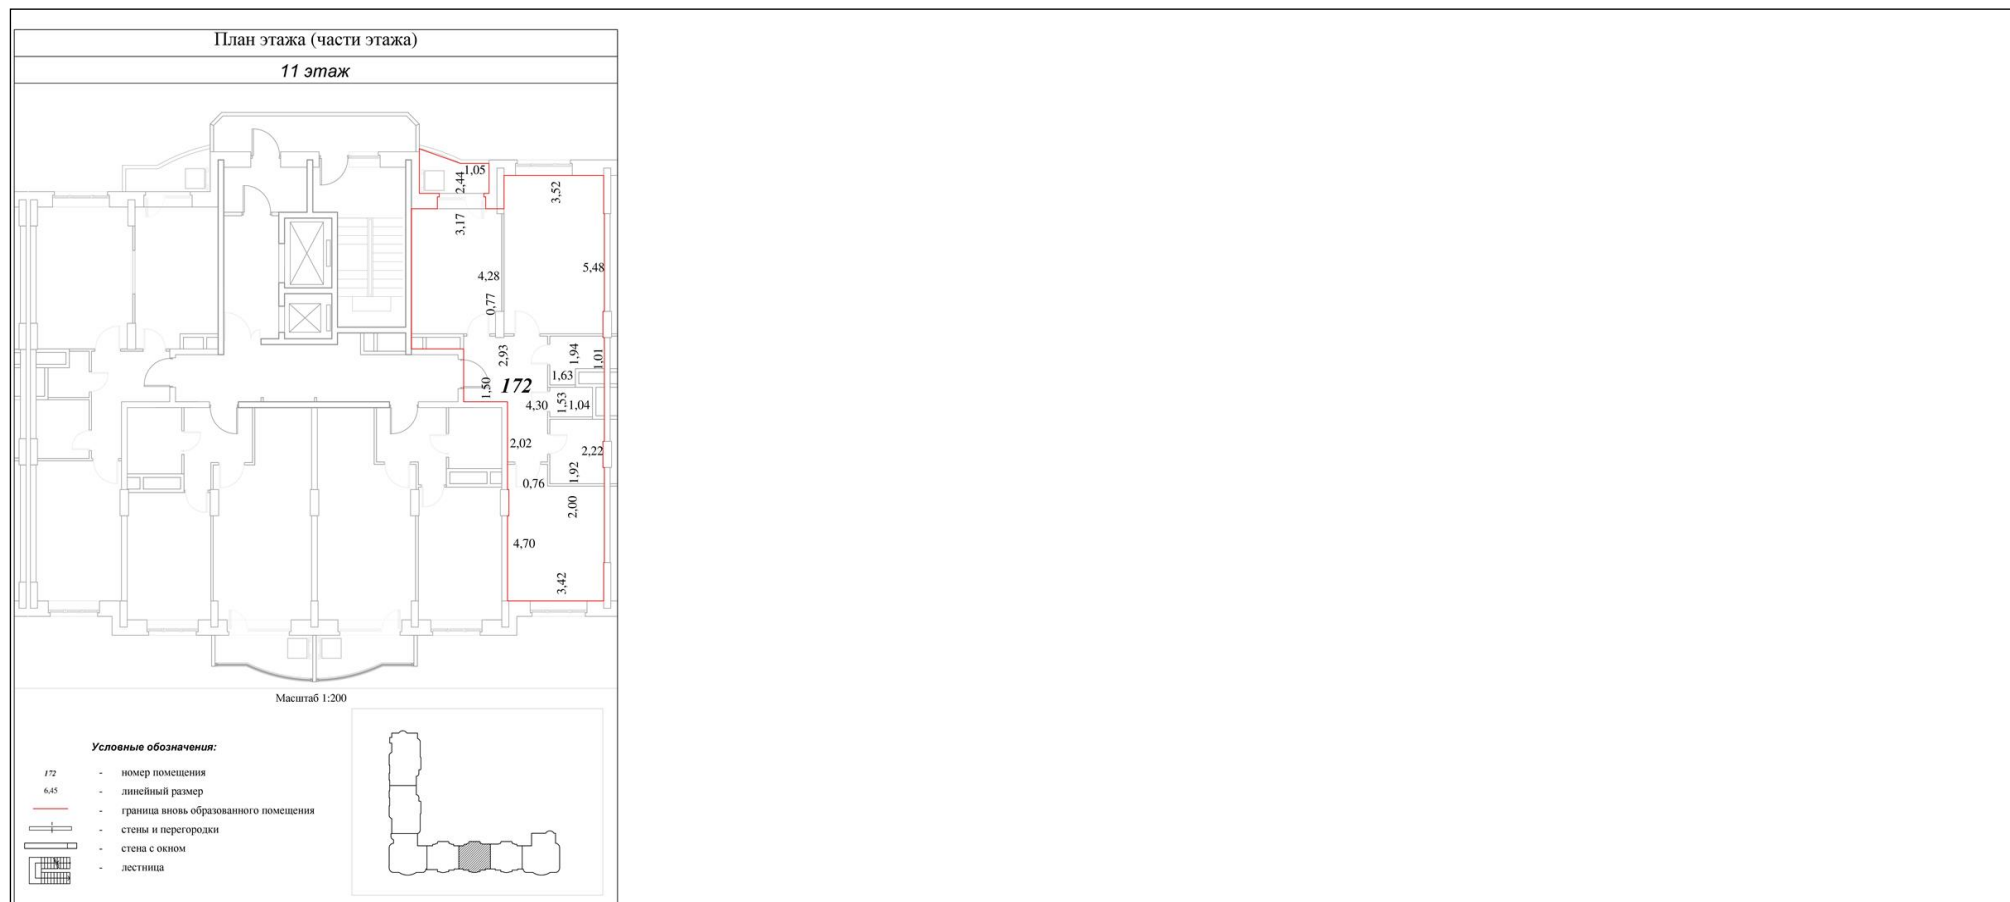 План этажа (части этажа)
11 этаж
1,05
2,44
3,52
3,17
5,48
4,28
0,77
2,93
1,94
1,01
1,63
1,50
172
4,30
1,53
1,04
2,02
2,22
1,92
0,76
2,00
4,70
3,42
Масштаб 1:200
Условные обозначения:
172 - номер помещения
6,45 - линейный размер
- граница вновь образованного помещения
- стены и перегородки
- стена с окном
- лестница